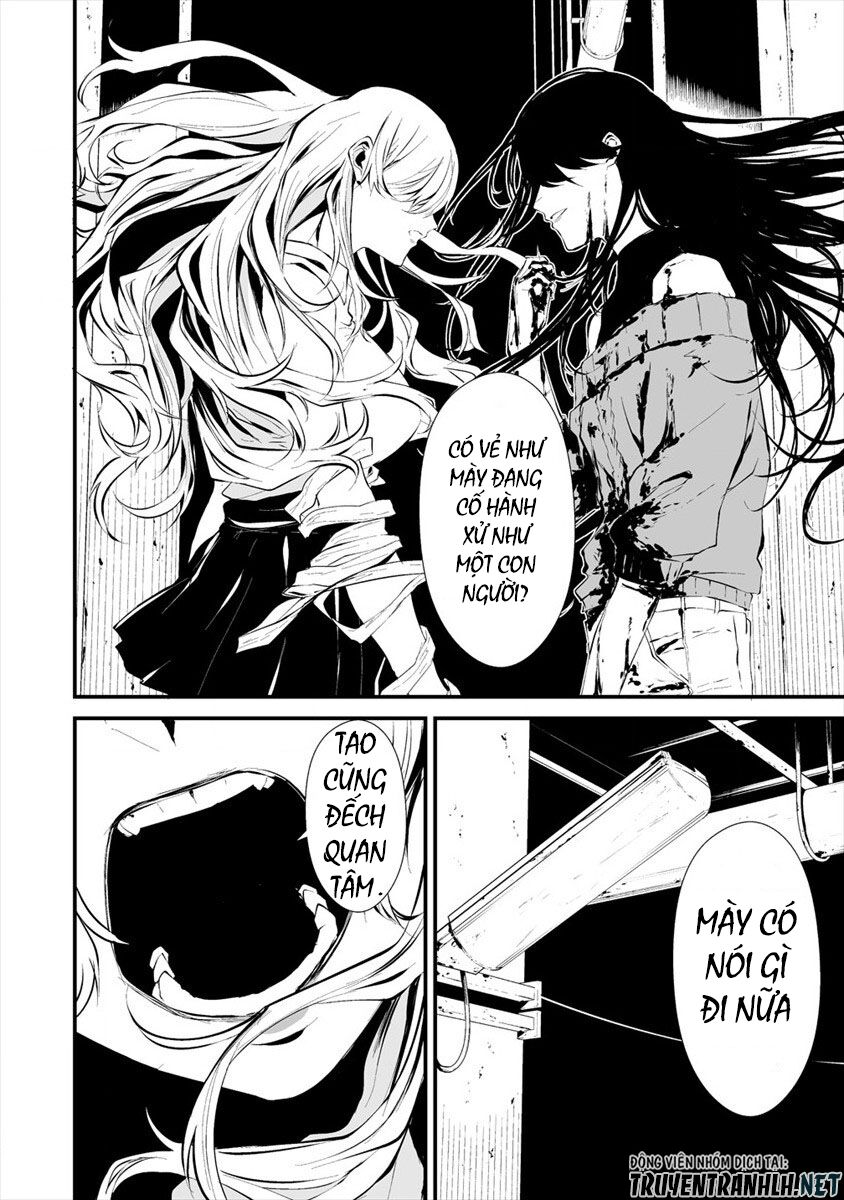 CÓ VẺ NHƯ
MÀY ĐANG
CỐ HÀNH
XỬ NHƯ
MỘT CON
NGƯỜI?
MÀY CÓ
NÓI GÌ
ĐI NỮA
TAO
CŨNG
ĐẾCH
QUAN
TÂM.
ĐỘNG VIÊN NHÓM DỊCH TẠI:
TRUYENTRANHLH.NET